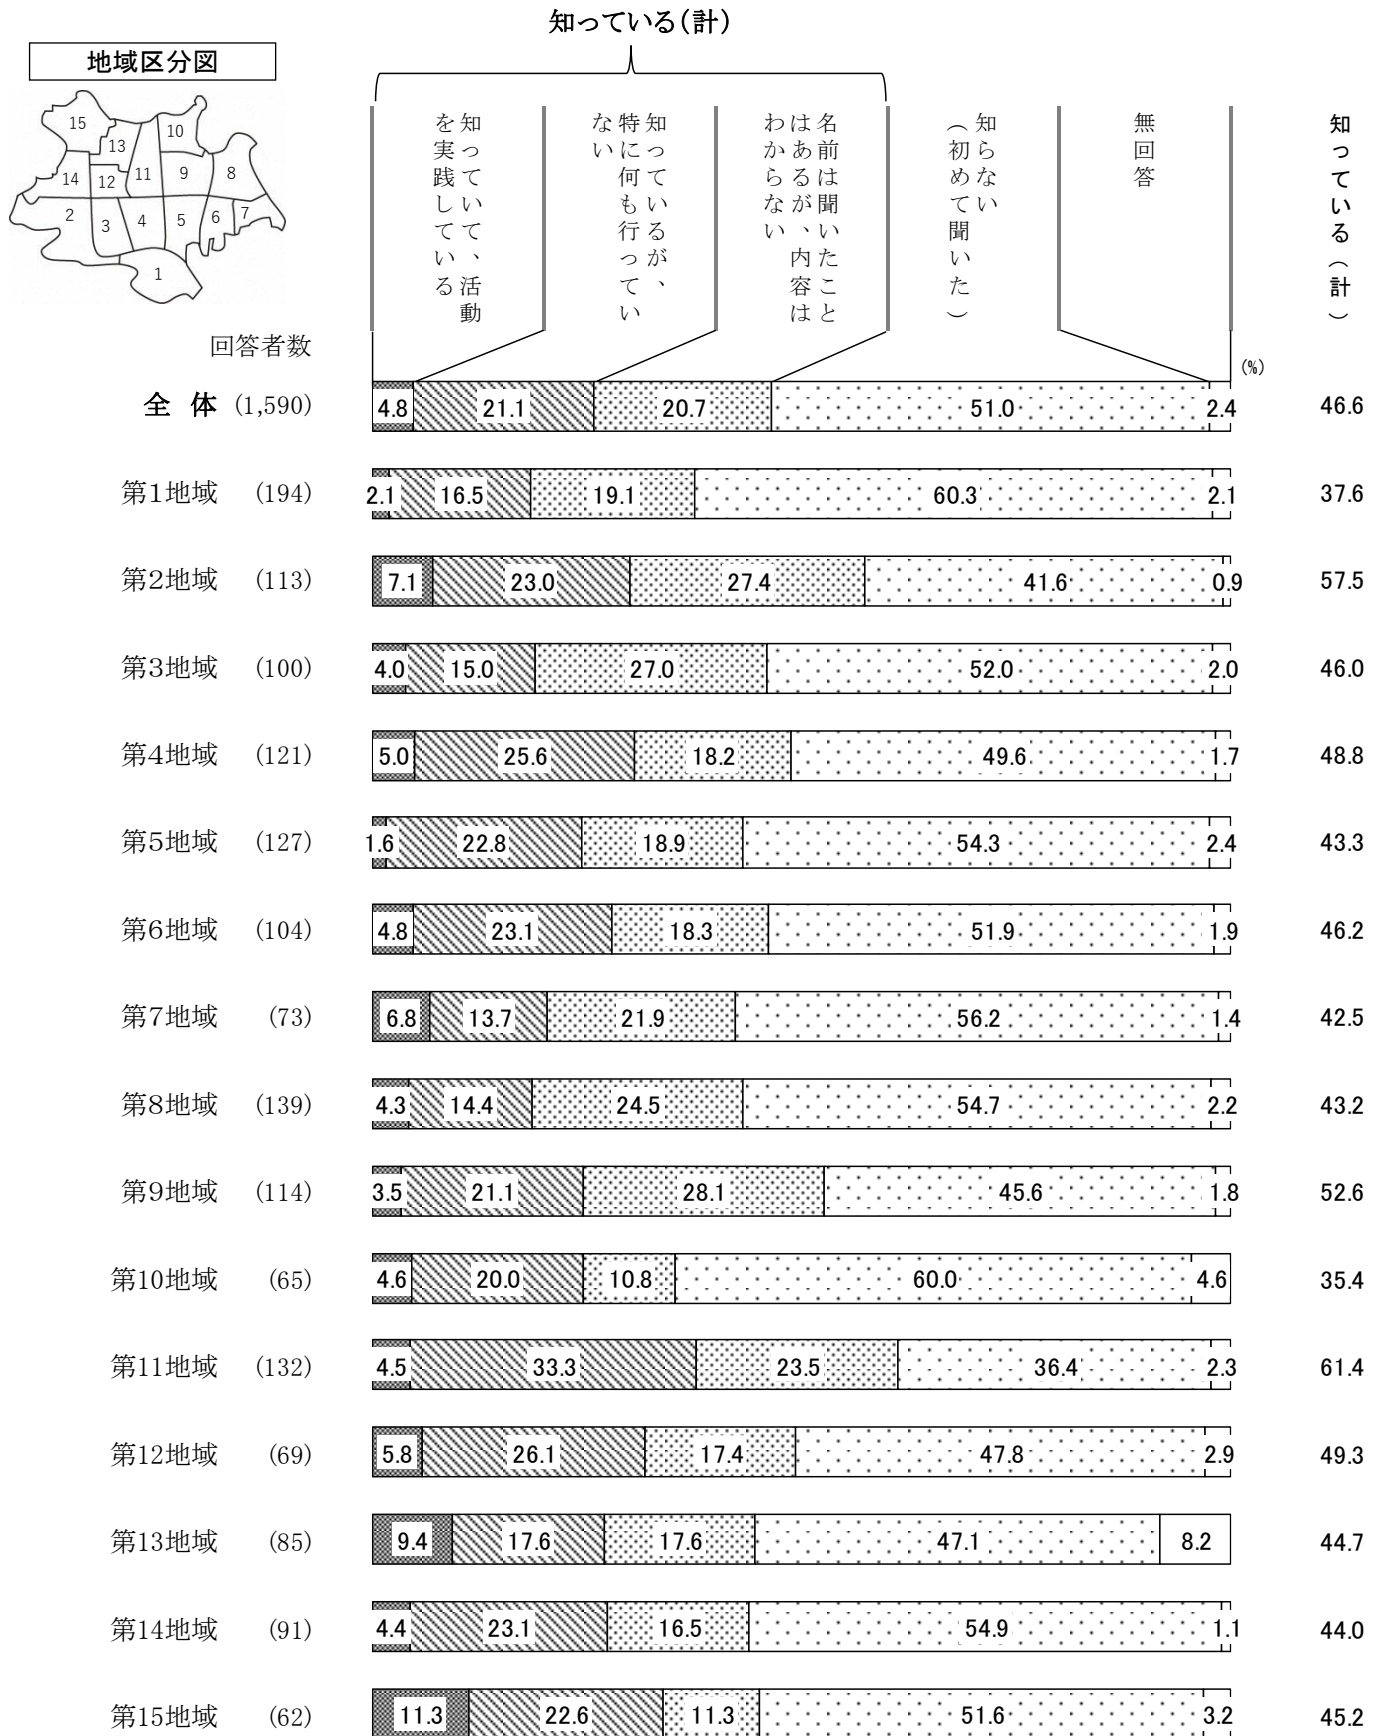 知っている（計）
地域区分図
15
10
13
14
12
11
9
8
2
3
4
5
6
7
1
知っていて、活動
を実践している
知っているが、
特に何も行ってい
ない
名前は聞いたこと
はあるが、内容は
わからない
知らない
（初めて聞いた）
無回答
知っている（計）
回答者数
(%)
全 体 (1,590) 4.8 21.1 20.7 51.0 2.4 46.6
第1地域 (194) 2.1 16.5 19.1 60.3 2.1 37.6
第2地域 (113) 7.1 23.0 27.4 41.6 0.9 57.5
第3地域 (100) 4.0 15.0 27.0 52.0 2.0 46.0
第4地域 (121) 5.0 25.6 18.2 49.6 1.7 48.8
第5地域 (127) 1.6 22.8 18.9 54.3 2.4 43.3
第6地域 (104) 4.8 23.1 18.3 51.9 1.9 46.2
第7地域 (73) 6.8 13.7 21.9 56.2 1.4 42.5
第8地域 (139) 4.3 14.4 24.5 54.7 2.2 43.2
第9地域 (114) 3.5 21.1 28.1 45.6 1.8 52.6
第10地域 (65) 4.6 20.0 10.8 60.0 4.6 35.4
第11地域 (132) 4.5 33.3 23.5 36.4 2.3 61.4
第12地域 (69) 5.8 26.1 17.4 47.8 2.9 49.3
第13地域 (85) 9.4 17.6 17.6 47.1 8.2 44.7
第14地域 (91) 4.4 23.1 16.5 54.9 1.1 44.0
第15地域 (62) 11.3 22.6 11.3 51.6 3.2 45.2